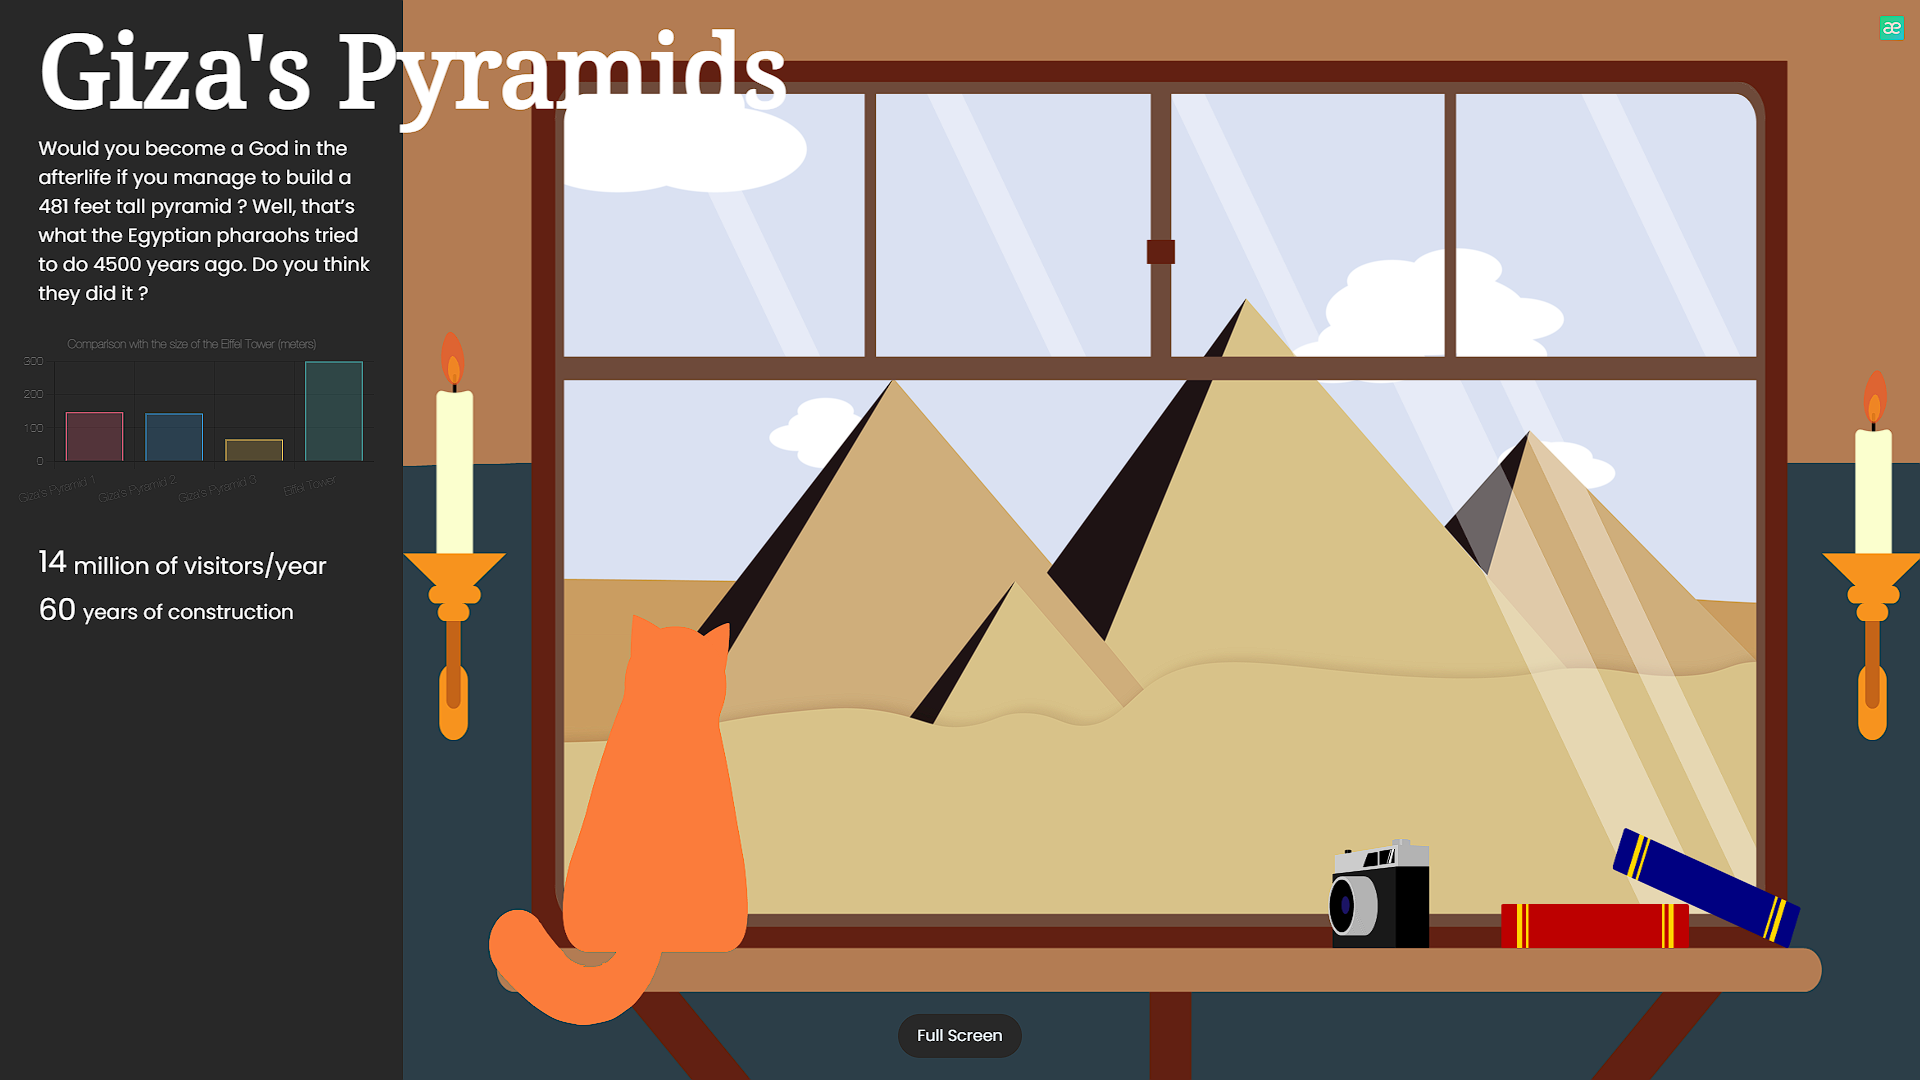 Giza's Pyramids
Would you become a God in the
afterlife if you manage to build a
481 feet tall pyramid ? Well, that's
what the Egyptian pharaohs tried
to do 4500 years ago. Do you think
they did it ?
Comparison with the size of the Eiffel Tower (meters)
300
200
100
0
Giza's Pyramid 1
Giza's Pyramid 2
Giza's Pyramid 3
Eiffel Tower
14 million of visitors/year
60 years of construction
æ
Full Screen